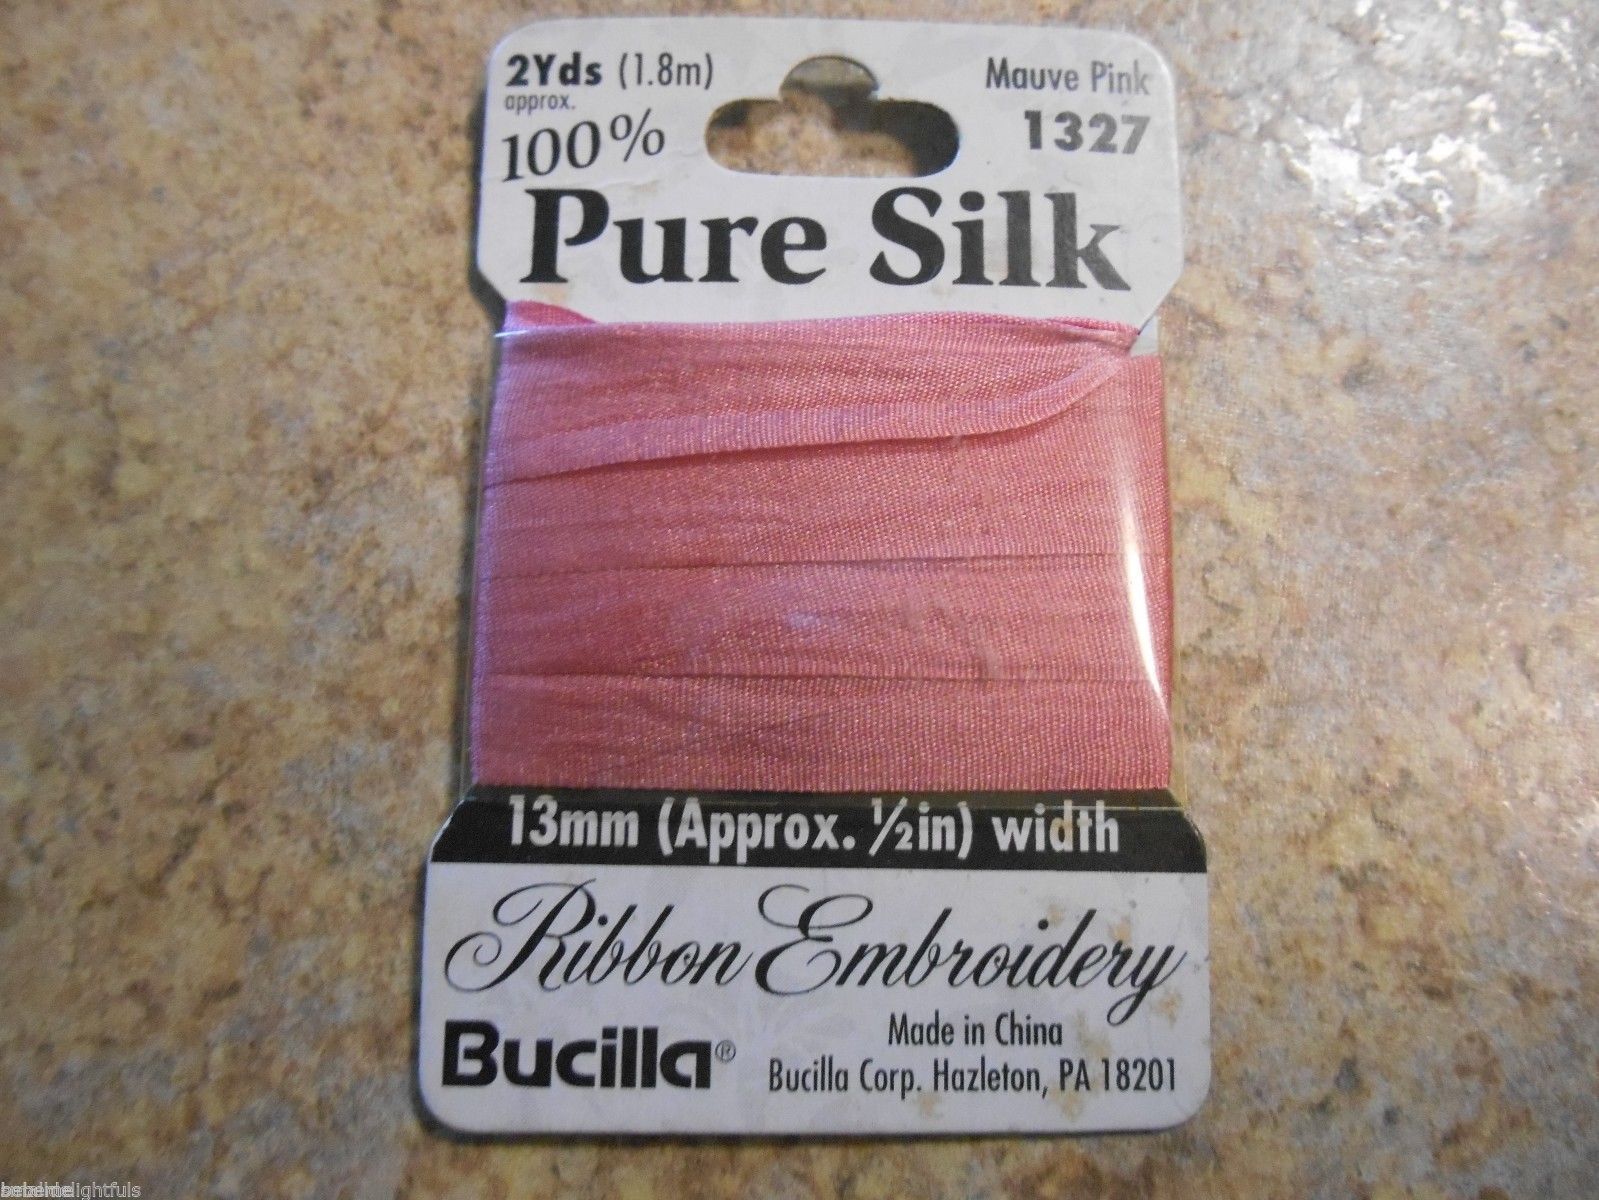 2Yds (1.8m)
approx.
100%
Mauve Pink
1327
Pure Silk
13mm (Approx. ½in) width
Ribbon Embroidery
Bucilla®
Made in China
Bucilla Corp. Hazleton, PA 18201